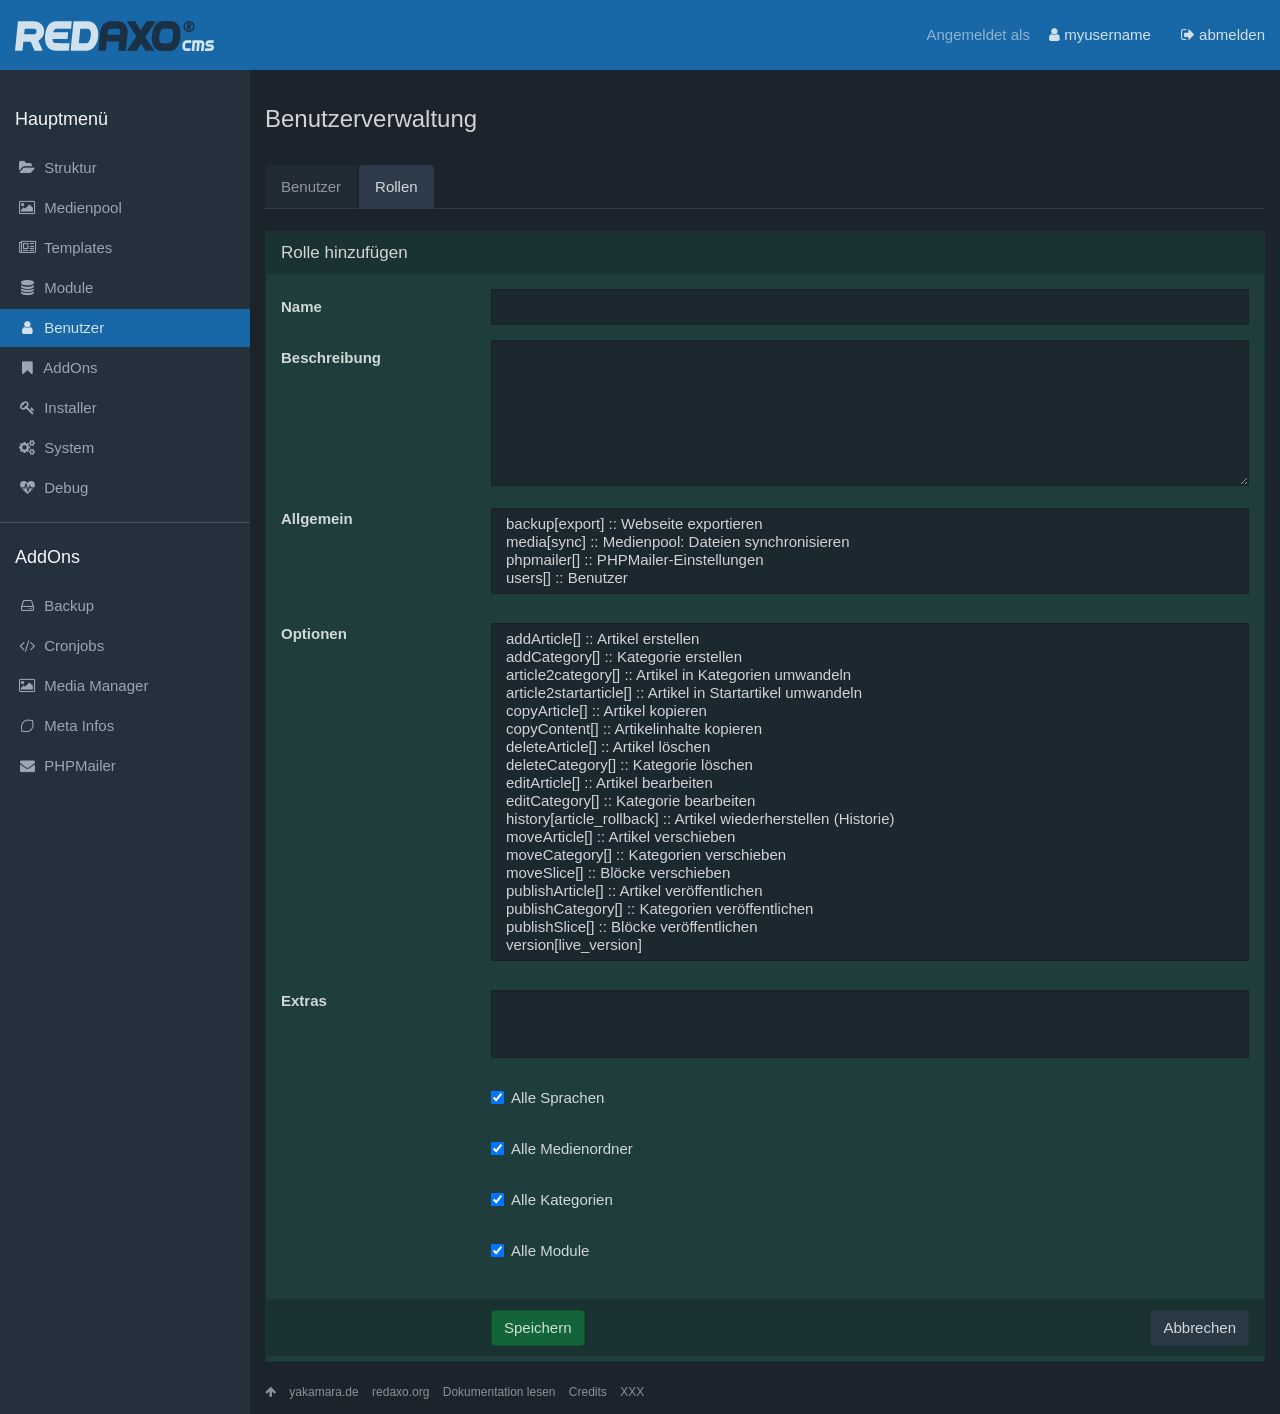 REDAXO® cms
Angemeldet als myusername abmelden
Hauptmenü
Struktur
Medienpool
Templates
Module
Benutzer
AddOns
Installer
System
Debug
AddOns
Backup
Cronjobs
Media Manager
Meta Infos
PHPMailer
Benutzerverwaltung
Benutzer Rollen
Rolle hinzufügen
Name
Beschreibung
Allgemein
backup[export] :: Webseite exportieren
media[sync] :: Medienpool: Dateien synchronisieren
phpmailer[] :: PHPMailer-Einstellungen
users[] :: Benutzer
Optionen
addArticle[] :: Artikel erstellen
addCategory[] :: Kategorie erstellen
article2category[] :: Artikel in Kategorien umwandeln
article2startarticle[] :: Artikel in Startartikel umwandeln
copyArticle[] :: Artikel kopieren
copyContent[] :: Artikelinhalte kopieren
deleteArticle[] :: Artikel löschen
deleteCategory[] :: Kategorie löschen
editArticle[] :: Artikel bearbeiten
editCategory[] :: Kategorie bearbeiten
history[article_rollback] :: Artikel wiederherstellen (Historie)
moveArticle[] :: Artikel verschieben
moveCategory[] :: Kategorien verschieben
moveSlice[] :: Blöcke verschieben
publishArticle[] :: Artikel veröffentlichen
publishCategory[] :: Kategorien veröffentlichen
publishSlice[] :: Blöcke veröffentlichen
version[live_version]
Extras
Alle Sprachen
Alle Medienordner
Alle Kategorien
Alle Module
Speichern Abbrechen
yakamara.de redaxo.org Dokumentation lesen Credits XXX